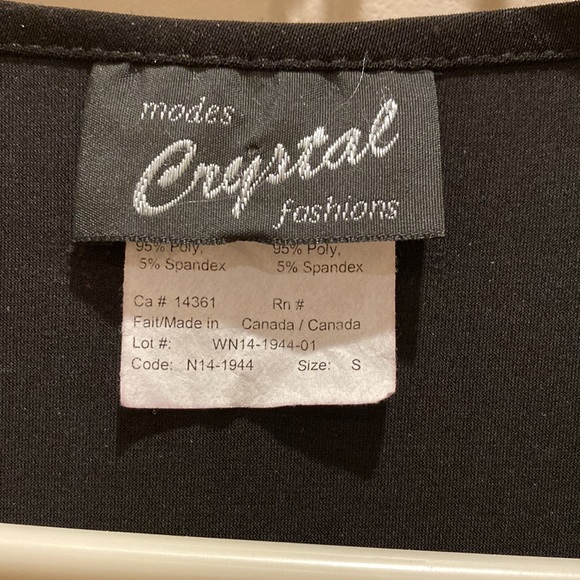 modes
Crystal
fashions
95% Poly, 95% Poly,
5% Spandex 5% Spandex
Ca # 14361 Rn #
Fait/Made in Canada / Canada
Lot #: WN14-1944-01
Code: N14-1944 Size: S